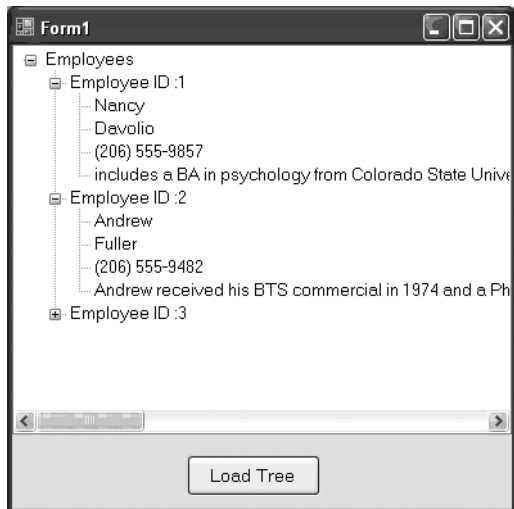 Form1
Employees
Employee ID :1
Nancy
Davolio
(206) 555-9857
includes a BA in psychology from Colorado State Unive
Employee ID :2
Andrew
Fuller
(206) 555-9482
Andrew received his BTS commercial in 1974 and a Ph
Employee ID :3
Load Tree